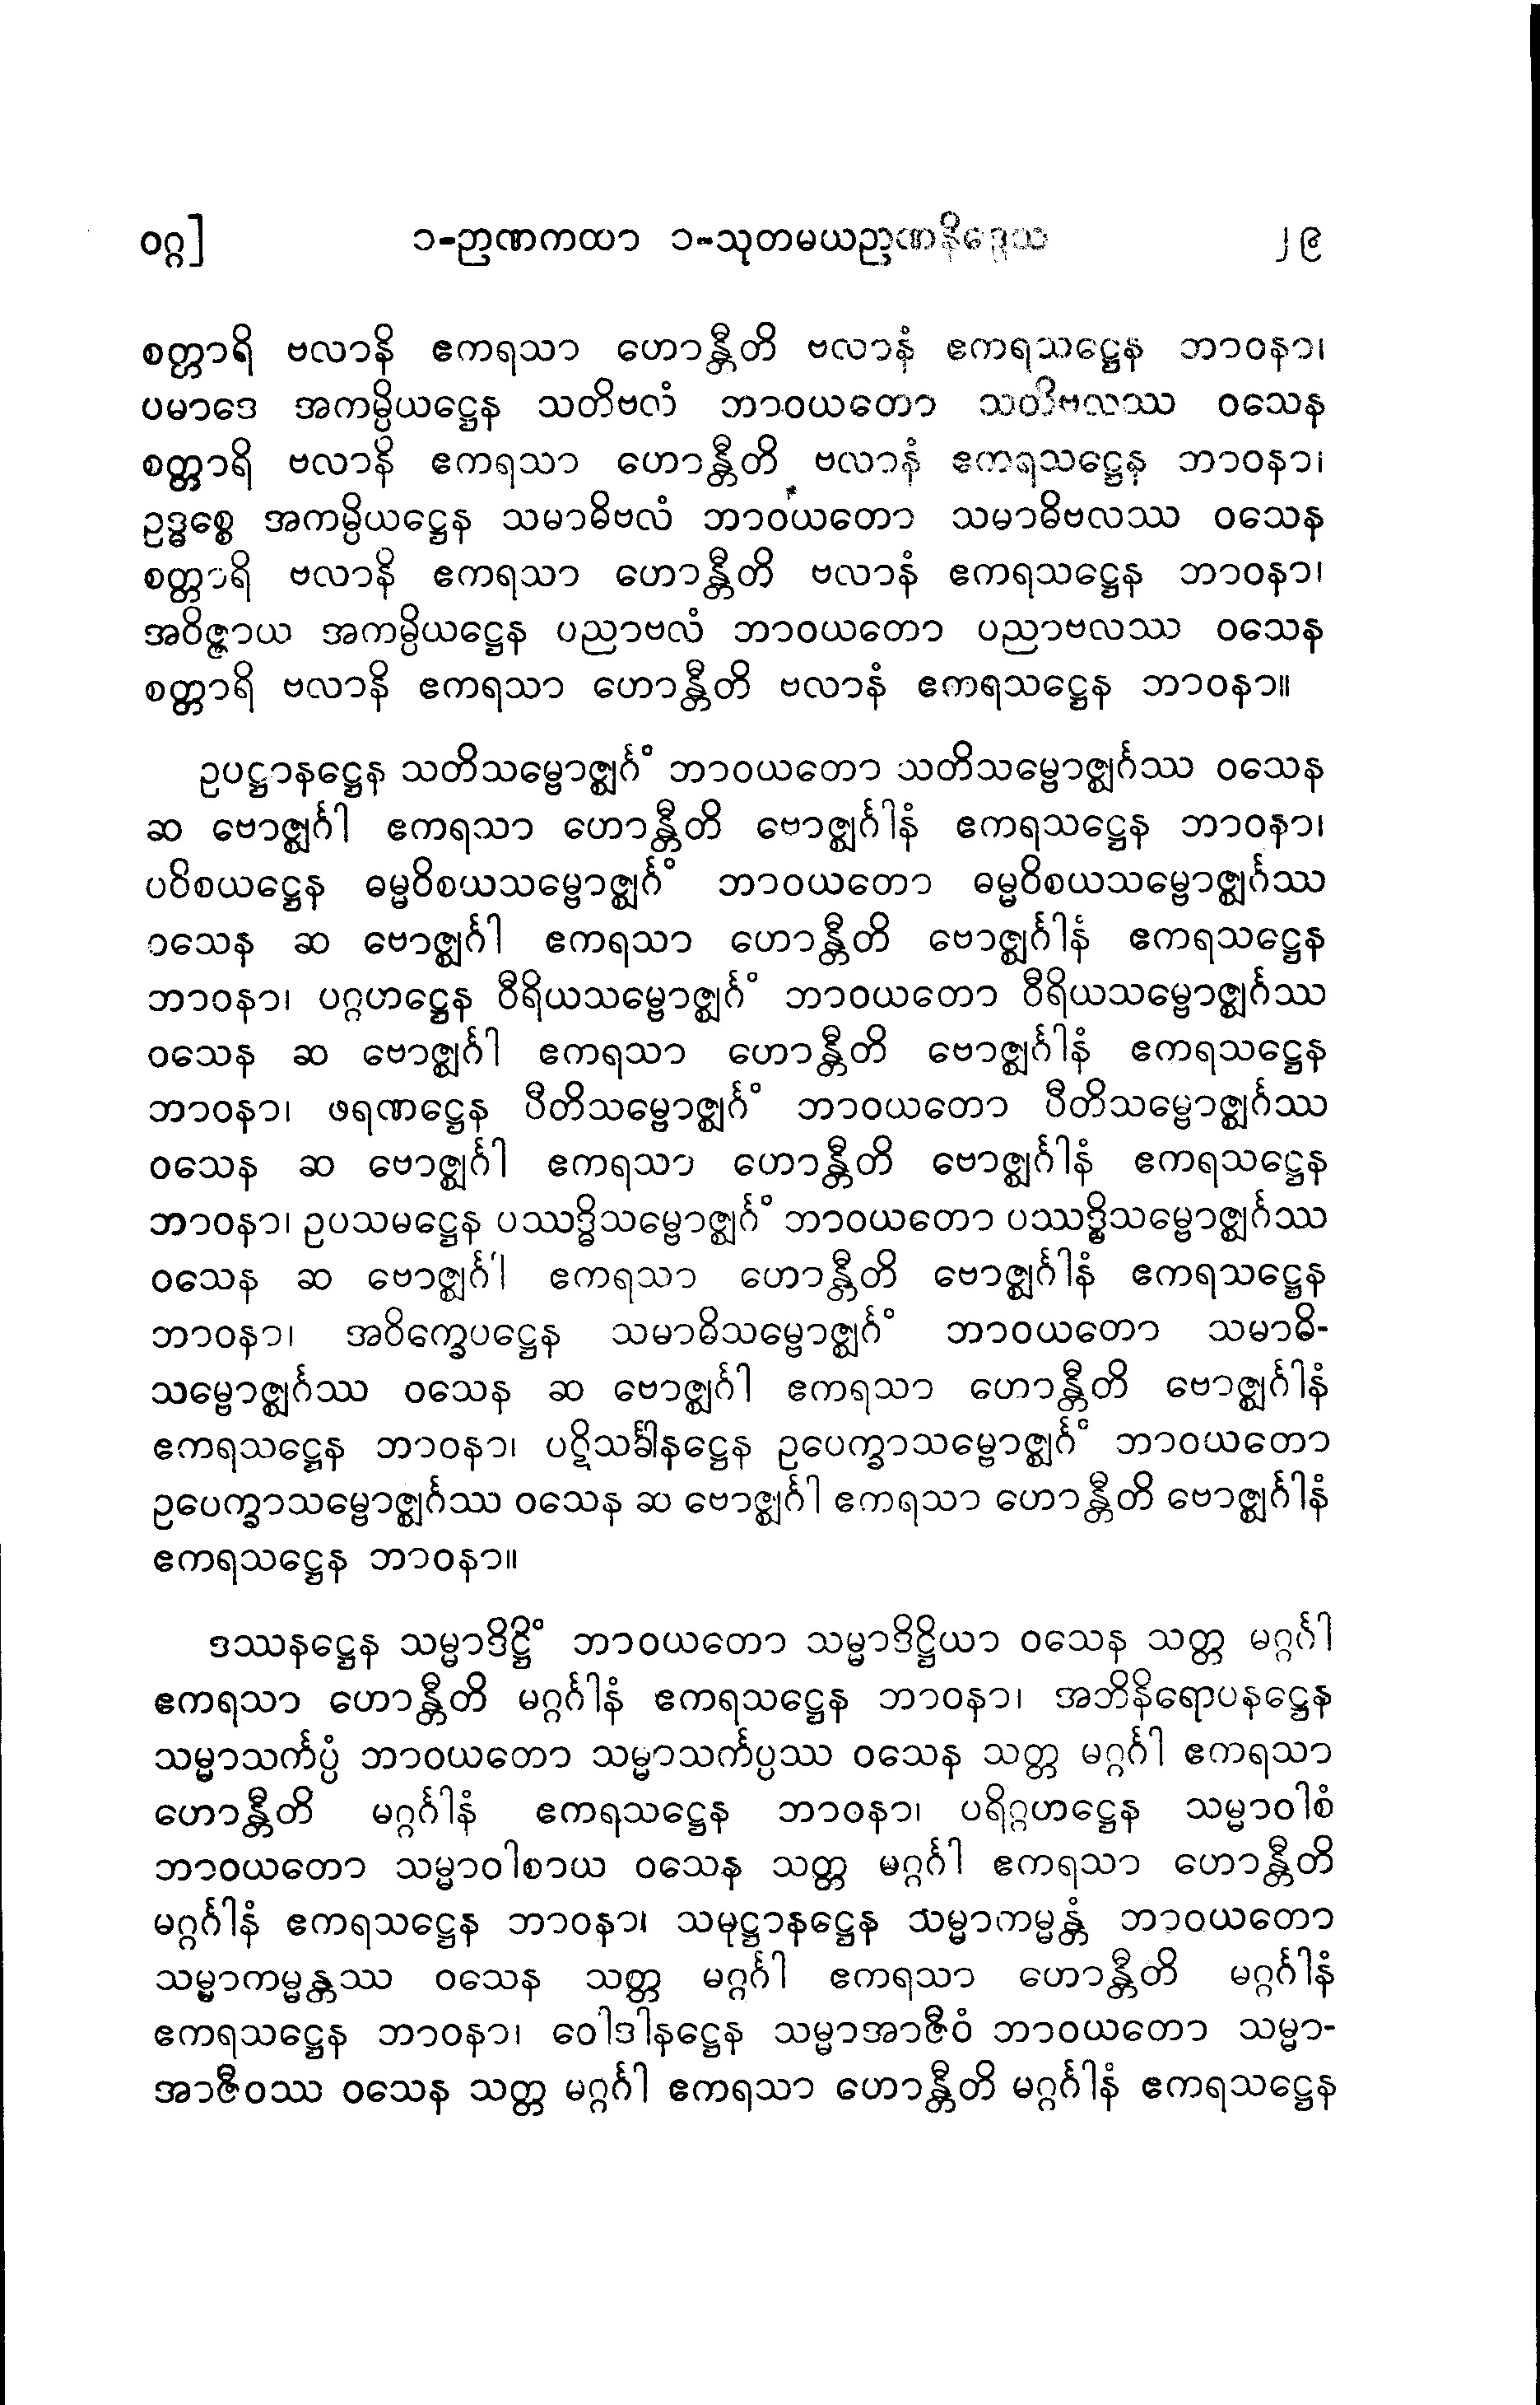 ဝဂ္ဂ] ၁-ဉာဏကထာ ၁-သုတမယဉာဏနိဒ္ဒေသ ၂၉
စတ္တာရိ ဗလာနိ ဧကရသာ ဟောန္တီတိ ဗလာနံ ဧကရသဋ္ဌေန ဘာဝနာ၊
ပမာဒေ အကမ္ပိယဋ္ဌေန သတိဗလံ ဘာဝယတော သတိဗလဿ ဝသေန
စတ္တာရိ ဗလာနိ ဧကရသာ ဟောန္တီတိ ဗလာနံ ဧကရသဋ္ဌေန ဘာဝနာ၊
ဥဒ္ဓစ္စေ အကမ္ပိယဋ္ဌေန သမာဓိဗလံ ဘာဝယတော သမာဓိဗလဿ ဝသေန
စတ္တာရိ ဗလာနိ ဧကရသာ ဟောန္တီတိ ဗလာနံ ဧကရသဋ္ဌေန ဘာဝနာ၊
အဝိဇ္ဇာယ အကမ္ပိယဋ္ဌေန ပညာဗလံ ဘာဝယတော ပညာဗလဿ ဝသေန
စတ္တာရိ ဗလာနိ ဧကရသာ ဟောန္တီတိ ဗလာနံ ဧကရသဋ္ဌေန ဘာဝနာ။
ဥပဋ္ဌာနဋ္ဌေန သတိသမ္ဗောဇ္ဈင်္ဂံ ဘာဝယတော သတိသမ္ဗောဇ္ဈင်္ဂဿ ဝသေန
ဆ ဗောဇ္ဈင်္ဂါ ဧကရသာ ဟောန္တီတိ ဗောဇ္ဈင်္ဂါနံ ဧကရသဋ္ဌေန ဘာဝနာ၊
ပဝိစယဋ္ဌေန ဓမ္မဝိစယသမ္ဗောဇ္ဈင်္ဂံ ဘာဝယတော ဓမ္မဝိစယသမ္ဗောဇ္ဈင်္ဂဿ
ဝသေန ဆ ဗောဇ္ဈင်္ဂါ ဧကရသာ ဟောန္တီတိ ဗောဇ္ဈင်္ဂါနံ ဧကရသဋ္ဌေန
ဘာဝနာ၊ ပဂ္ဂဟဋ္ဌေန ဝီရိယသမ္ဗောဇ္ဈင်္ဂံ ဘာဝယတော ဝီရိယသမ္ဗောဇ္ဈင်္ဂဿ
ဝသေန ဆ ဗောဇ္ဈင်္ဂါ ဧကရသာ ဟောန္တီတိ ဗောဇ္ဈင်္ဂါနံ ဧကရသဋ္ဌေန
ဘာဝနာ၊ ဖရဏဋ္ဌေန ပီတိသမ္ဗောဇ္ဈင်္ဂံ ဘာဝယတော ပီတိသမ္ဗောဇ္ဈင်္ဂဿ
ဝသေန ဆ ဗောဇ္ဈင်္ဂါ ဧကရသာ ဟောန္တီတိ ဗောဇ္ဈင်္ဂါနံ ဧကရသဋ္ဌေန
ဘာဝနာ၊ ဥပသမဋ္ဌေန ပဿဒ္ဓိသမ္ဗောဇ္ဈင်္ဂံ ဘာဝယတော ပဿဒ္ဓိသမ္ဗောဇ္ဈင်္ဂဿ
ဝသေန ဆ ဗောဇ္ဈင်္ဂါ ဧကရသာ ဟောန္တီတိ ဗောဇ္ဈင်္ဂါနံ ဧကရသဋ္ဌေန
ဘာဝနာ၊ အဝိက္ခေပဋ္ဌေန သမာဓိသမ္ဗောဇ္ဈင်္ဂံ ဘာဝယတော သမာဓိ-
သမ္ဗောဇ္ဈင်္ဂဿ ဝသေန ဆ ဗောဇ္ဈင်္ဂါ ဧကရသာ ဟောန္တီတိ ဗောဇ္ဈင်္ဂါနံ
ဧကရသဋ္ဌေန ဘာဝနာ၊ ပဋိသင်္ခါနဋ္ဌေန ဥပေက္ခာသမ္ဗောဇ္ဈင်္ဂံ ဘာဝယတော
ဥပေက္ခာသမ္ဗောဇ္ဈင်္ဂဿ ဝသေန ဆ ဗောဇ္ဈင်္ဂါ ဧကရသာ ဟောန္တီတိ ဗောဇ္ဈင်္ဂါနံ
ဧကရသဋ္ဌေန ဘာဝနာ။
ဒဿနဋ္ဌေန သမ္မာဒိဋ္ဌိံ ဘာဝယတော သမ္မာဒိဋ္ဌိယာ ဝသေန သတ္တ မဂ္ဂင်္ဂါ
ဧကရသာ ဟောန္တီတိ မဂ္ဂင်္ဂါနံ ဧကရသဋ္ဌေန ဘာဝနာ၊ အဘိနိရောပနဋ္ဌေန
သမ္မာသင်္ကပ္ပံ ဘာဝယတော သမ္မာသင်္ကပ္ပဿ ဝသေန သတ္တ မဂ္ဂင်္ဂါ ဧကရသာ
ဟောန္တီတိ မဂ္ဂင်္ဂါနံ ဧကရသဋ္ဌေန ဘာဝနာ၊ ပရိဂ္ဂဟဋ္ဌေန သမ္မာဝါစံ
ဘာဝယတော သမ္မာဝါစာယ ဝသေန သတ္တ မဂ္ဂင်္ဂါ ဧကရသာ ဟောန္တီတိ
မဂ္ဂင်္ဂါနံ ဧကရသဋ္ဌေန ဘာဝနာ၊ သမုဋ္ဌာနဋ္ဌေန သမ္မာကမ္မန္တံ ဘာဝယတော
သမ္မာကမ္မန္တဿ ဝသေန သတ္တ မဂ္ဂင်္ဂါ ဧကရသာ ဟောန္တီတိ မဂ္ဂင်္ဂါနံ
ဧကရသဋ္ဌေန ဘာဝနာ၊ ဝေါဒါနဋ္ဌေန သမ္မာအာဇီဝံ ဘာဝယတော သမ္မာ-
အာဇီဝဿ ဝသေန သတ္တ မဂ္ဂင်္ဂါ ဧကရသာ ဟောန္တီတိ မဂ္ဂင်္ဂါနံ ဧကရသဋ္ဌေန